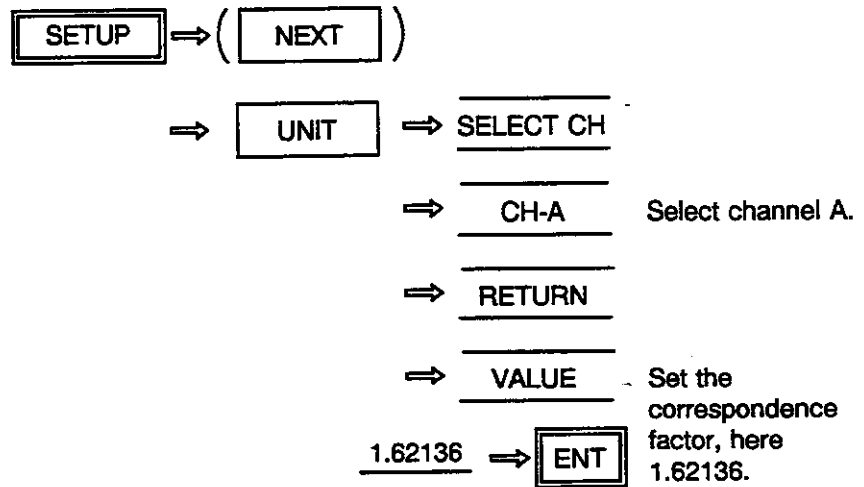 SETUP ⇒ ( NEXT )
⇒ UNIT ⇒ SELECT CH
⇒ CH-A Select channel A.
⇒ RETURN
⇒ VALUE Set the
correspondence
factor, here
1.62136 ⇒ ENT 1.62136.